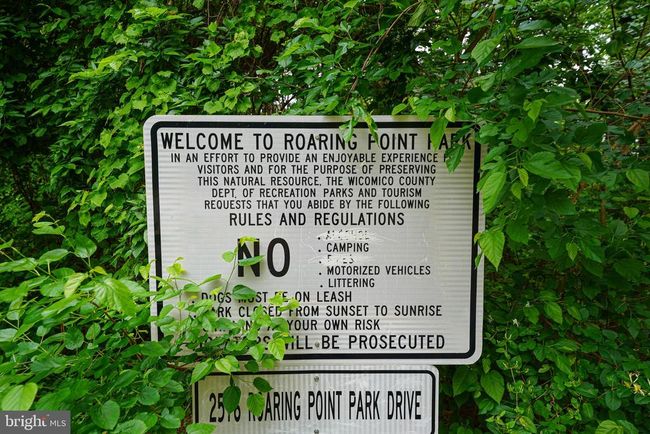 WELCOME TO ROARING POINT PARK
IN AN EFFORT TO PROVIDE AN ENJOYABLE EXPERIENCE
VISITORS AND FOR THE PURPOSE OF PRESERVING
THIS NATURAL RESOURCE, THE WICOMICO COUNTY
DEPT. OF RECREATION PARKS AND TOURISM
REQUESTS THAT YOU ABIDE BY THE FOLLOWING
RULES AND REGULATIONS
NO
. ALCOHOL
. CAMPING
. MOTORIZED VEHICLES
. LITTERING
DOGS MUST BE ON LEASH
PARK CLOSED FROM SUNSET TO SUNRISE
YOUR OWN RISK
WILL BE PROSECUTED
ROARING POINT PARK DRIVE
bright MLS